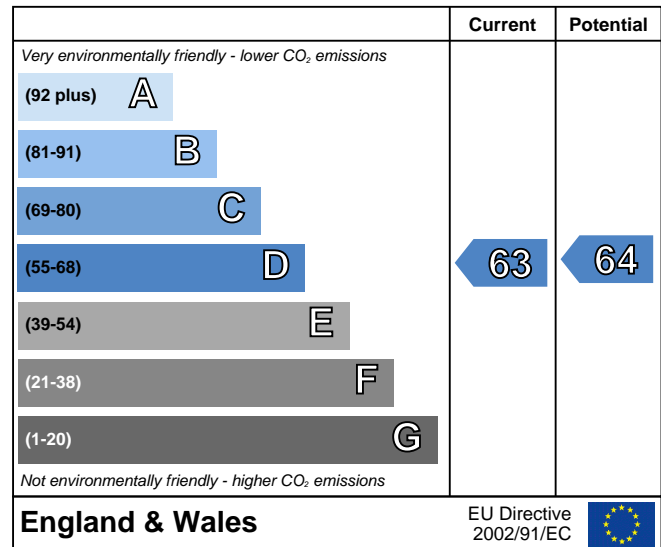 Current Potential
Very environmentally friendly - lower CO₂ emissions
(92 plus) A
(81-91) B
(69-80) C
(55-68) D 63 64
(39-54) E
(21-38) F
(1-20) G
Not environmentally friendly - higher CO₂ emissions
England & Wales
EU Directive
2002/91/EC